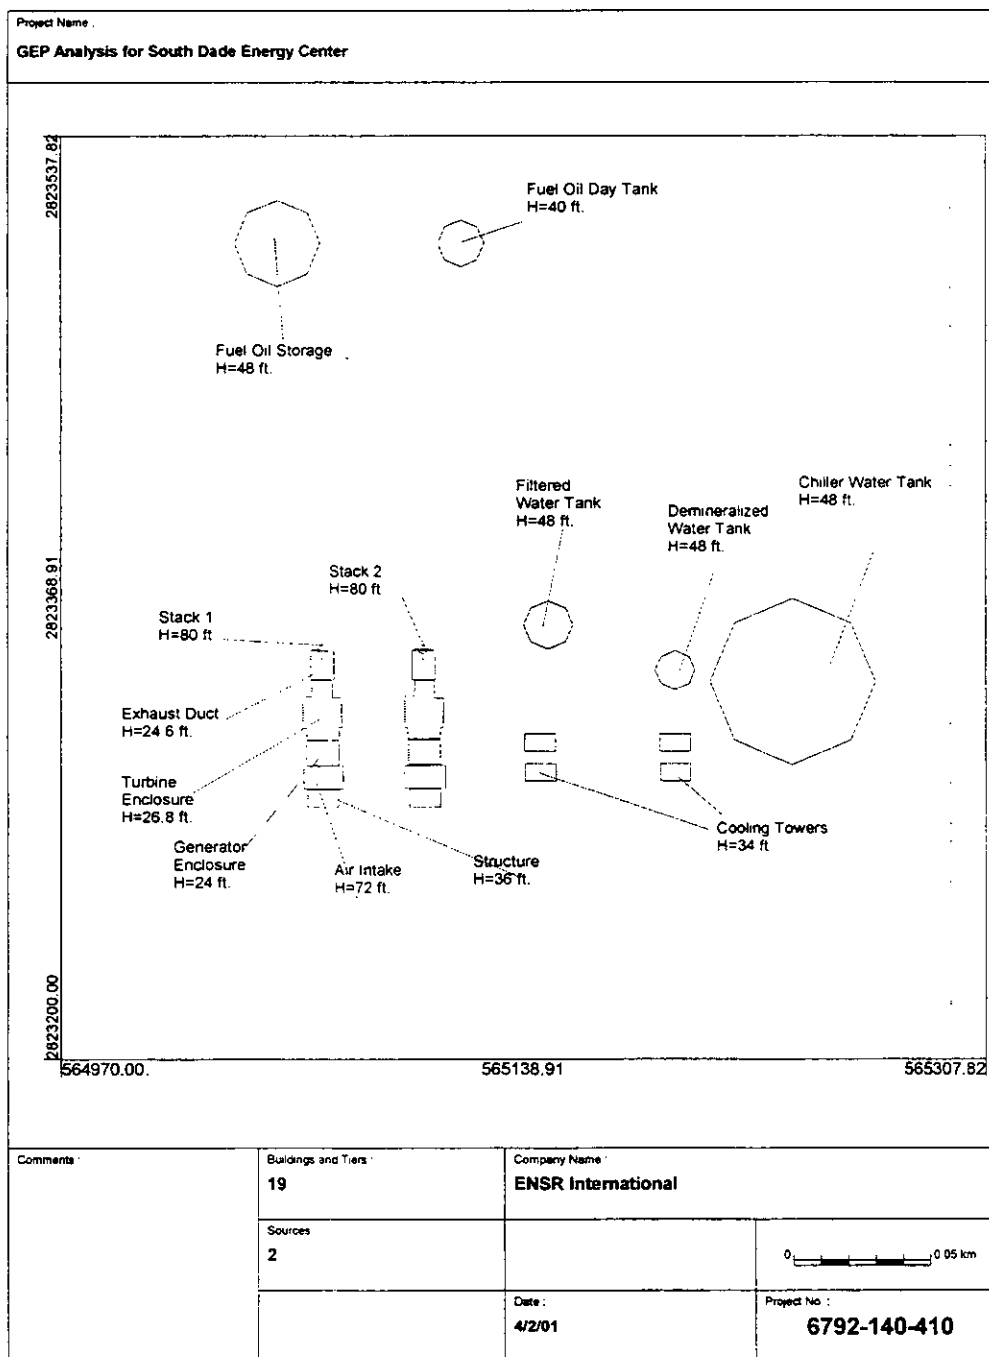 Project Name :
GEP Analysis for South Dade Energy Center
2823537.82
Fuel Oil Day Tank
H=40 ft.
Fuel Oil Storage
H=48 ft.
Filtered
Water Tank
H=48 ft.
Demineralized
Water Tank
H=48 ft.
Chiller Water Tank
H=48 ft.
2823368.91
Stack 2
H=80 ft
Stack 1
H=80 ft
Exhaust Duct
H=24 6 ft.
Turbine
Enclosure
H=26.8 ft.
Generator
Enclosure
H=24 ft.
Air Intake
H=72 ft.
Structure
H=36 ft.
Cooling Towers
H=34 ft
2823200.00
564970.00.
565138.91
565307.82
Comments :
Buildings and Tiers :
19
Company Name :
ENSR International
Sources
2
0
0 05 km
Date :
4/2/01
Project No :
6792-140-410